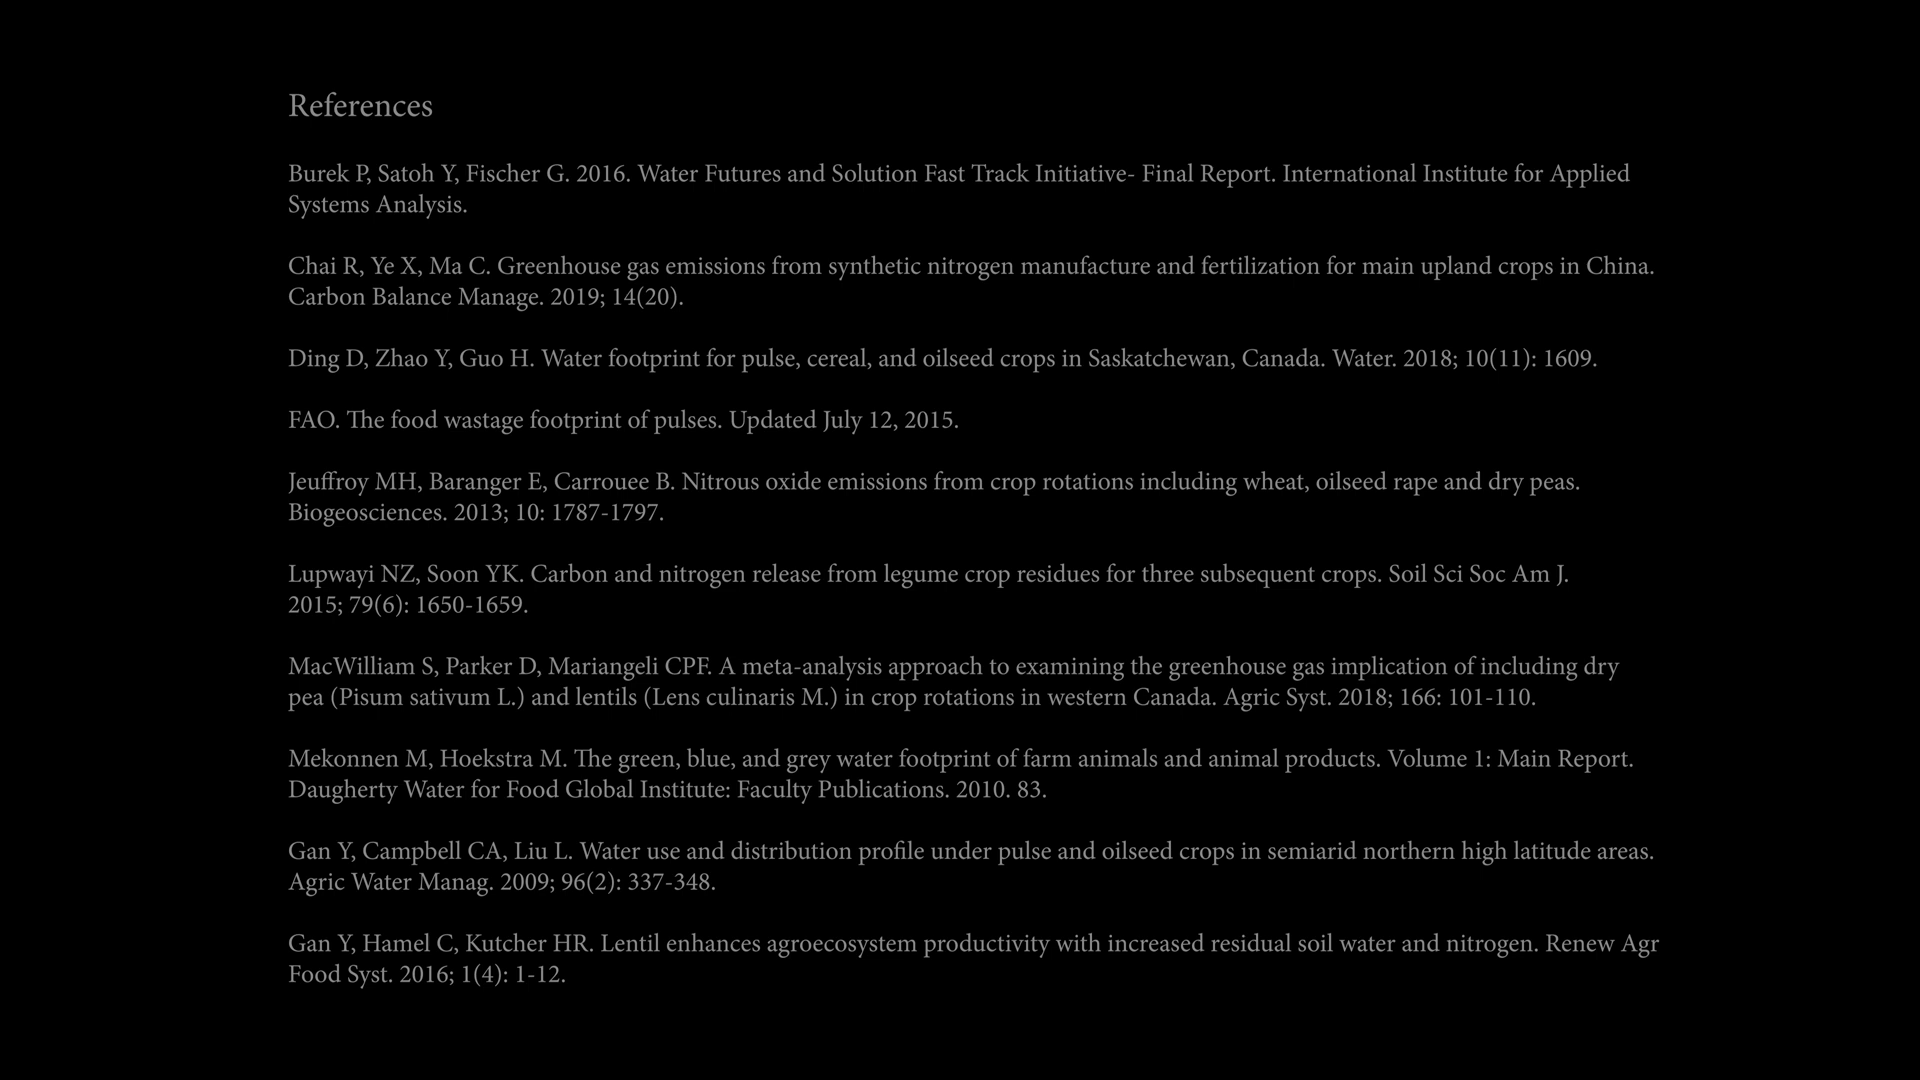 References
Burek P, Satoh Y, Fischer G. 2016. Water Futures and Solution Fast Track Initiative- Final Report. International Institute for Applied
Systems Analysis.
Chai R, Ye X, Ma C. Greenhouse gas emissions from synthetic nitrogen manufacture and fertilization for main upland crops in China.
Carbon Balance Manage. 2019; 14(20).
Ding D, Zhao Y, Guo H. Water footprint for pulse, cereal, and oilseed crops in Saskatchewan, Canada. Water. 2018; 10(11): 1609.
FAO. The food wastage footprint of pulses. Updated July 12, 2015.
Jeuffroy MH, Baranger E, Carrouee B. Nitrous oxide emissions from crop rotations including wheat, oilseed rape and dry peas.
Biogeosciences. 2013; 10: 1787-1797.
Lupwayi NZ, Soon YK. Carbon and nitrogen release from legume crop residues for three subsequent crops. Soil Sci Soc Am J.
2015; 79(6): 1650-1659.
MacWilliam S, Parker D, Mariangeli CPF. A meta-analysis approach to examining the greenhouse gas implication of including dry
pea (Pisum sativum L.) and lentils (Lens culinaris M.) in crop rotations in western Canada. Agric Syst. 2018; 166: 101-110.
Mekonnen M, Hoekstra M. The green, blue, and grey water footprint of farm animals and animal products. Volume 1: Main Report.
Daugherty Water for Food Global Institute: Faculty Publications. 2010. 83.
Gan Y, Campbell CA, Liu L. Water use and distribution profile under pulse and oilseed crops in semiarid northern high latitude areas.
Agric Water Manag. 2009; 96(2): 337-348.
Gan Y, Hamel C, Kutcher HR. Lentil enhances agroecosystem productivity with increased residual soil water and nitrogen. Renew Agr
Food Syst. 2016; 1(4): 1-12.